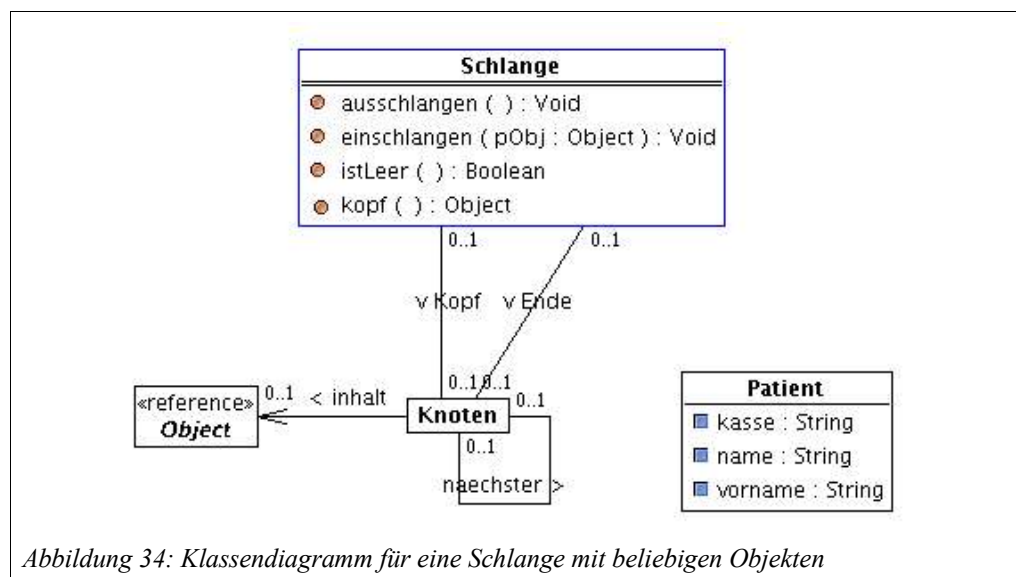 Schlange
ausschlangen ( ) : Void
einschlangen ( pObj : Object ) : Void
istLeer ( ) : Boolean
kopf ( ) : Object
0..1
0..1
v Kopf
v Ende
0..1
< inhalt
0..1
0..1
0..1
«reference»
Object
Knoten
0..1
naechster >
Patient
kasse : String
name : String
vorname : String
Abbildung 34: Klassendiagramm für eine Schlange mit beliebigen Objekten